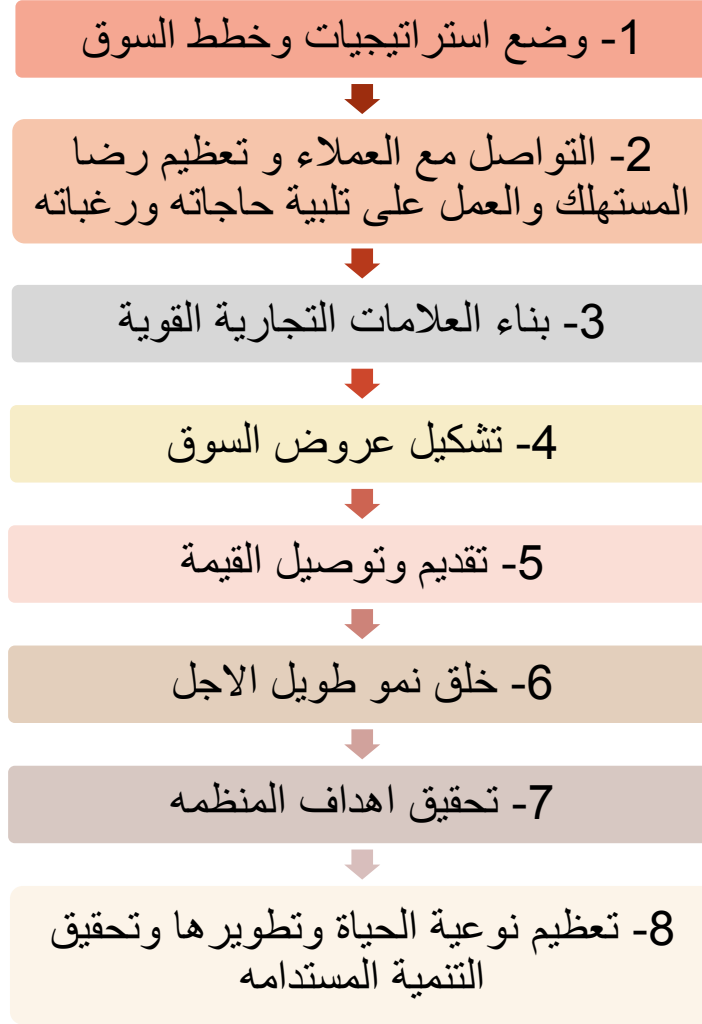 1- وضع استراتيجيات وخطط السوق
2- التواصل مع العملاء و تعظيم رضا
المستهلك والعمل على تلبية حاجاته ورغباته
3- بناء العلامات التجارية القوية
4- تشكيل عروض السوق
5- تقديم وتوصيل القيمة
6- خلق نمو طويل الاجل
7- تحقيق اهداف المنظمه
8- تعظيم نوعية الحياة وتطويرها وتحقيق
التنمية المستدامه